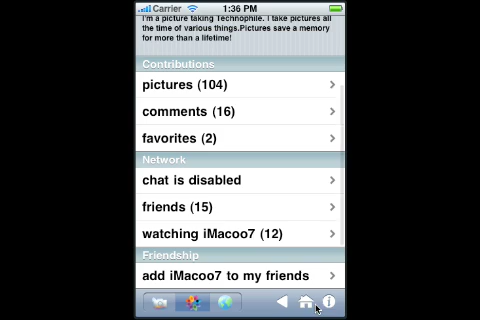 Carrier 1:36 PM
I'm a picture taking Technophile. I take pictures all
the time of various things.Pictures save a memory
for more than a lifetime!
Contributions
pictures (104)
comments (16)
favorites (2)
Network
chat is disabled
friends (15)
watching iMacoo7 (12)
Friendship
add iMacoo7 to my friends